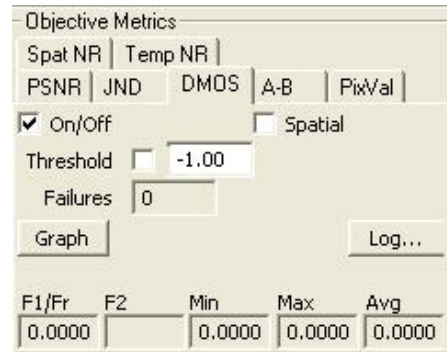 Objective Metrics
Spat NR Temp NR
PSNR JND DMOS A-B PixVal
On/Off Spatial
Threshold -1.00
Failures 0
Graph Log...
F1/Fr F2 Min Max Avg
0.0000 0.0000 0.0000 0.0000